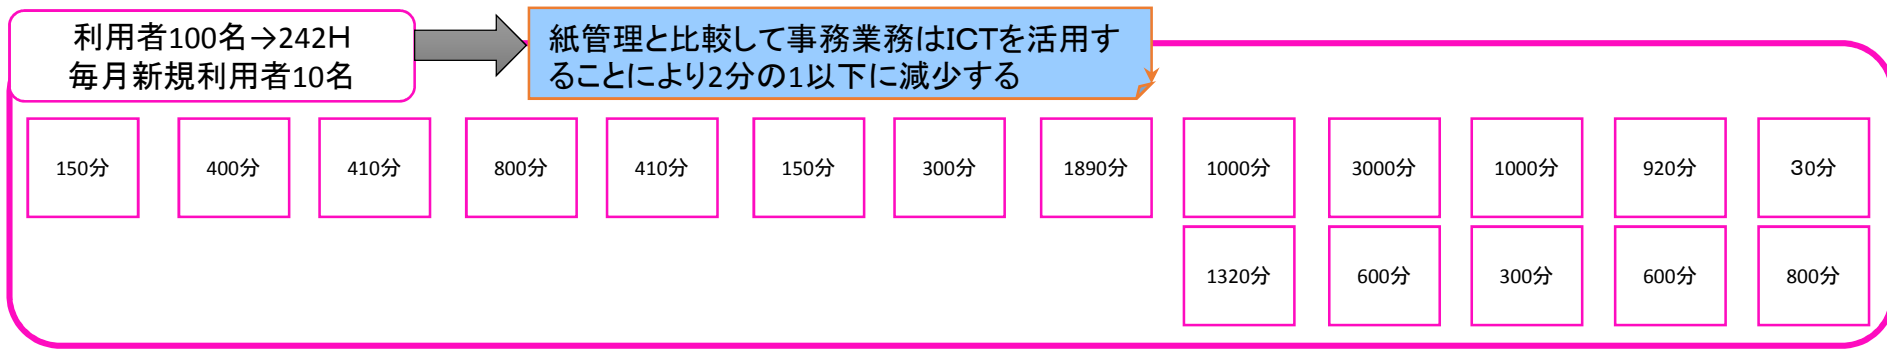 利用者100名→242H
毎月新規利用者10名
紙管理と比較して事務業務はICTを活用す
ることにより2分の1以下に減少する
150分
400分
410分
800分
410分
150分
300分
1890分
1000分
3000分
1000分
920分
30分
1320分
600分
300分
600分
800分